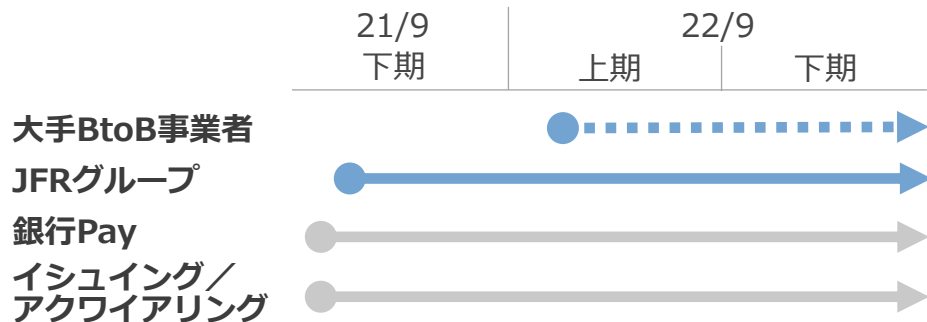 21/9
22/9
下期
上期
下期
大手BtoB事業者
JFRグループ
銀行Pay
イシュイング／
アクワイアリング